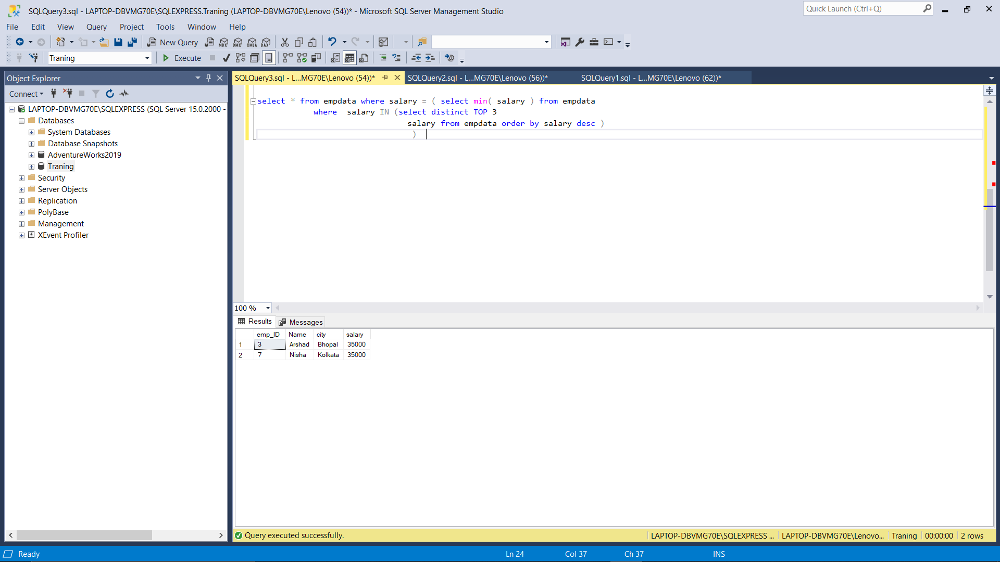 SQLQuery3.sql - LAPTOP-DBVMG70E\SQLEXPRESS.Traning (LAPTOP-DBVMG70E\Lenovo (54))* - Microsoft SQL Server Management Studio
Quick Launch (Ctrl+Q)
File Edit View Query Project Tools Window Help
New Query MDX DMX XMLA DAX
Traning Execute
Object Explorer
SQLQuery3.sql - L...MG70E\Lenovo (54))* SQLQuery2.sql - L...MG70E\Lenovo (56))* SQLQuery1.sql - L...MG70E\Lenovo (62))*
Connect
LAPTOP-DBVMG70E\SQLEXPRESS (SQL Server 15.0.2000 -
Databases
System Databases
Database Snapshots
AdventureWorks2019
Traning
Security
Server Objects
Replication
PolyBase
Management
XEvent Profiler
select * from empdata where salary = ( select min( salary ) from empdata
where salary IN (select distinct TOP 3
salary from empdata order by salary desc )
)
100 %
Results Messages
emp_ID Name city salary
1 3 Arshad Bhopal 35000
2 7 Nisha Kolkata 35000
Query executed successfully. LAPTOP-DBVMG70E\SQLEXPRESS ... LAPTOP-DBVMG70E\Lenovo... Traning 00:00:00 2 rows
Ready Ln 24 Col 37 Ch 37 INS